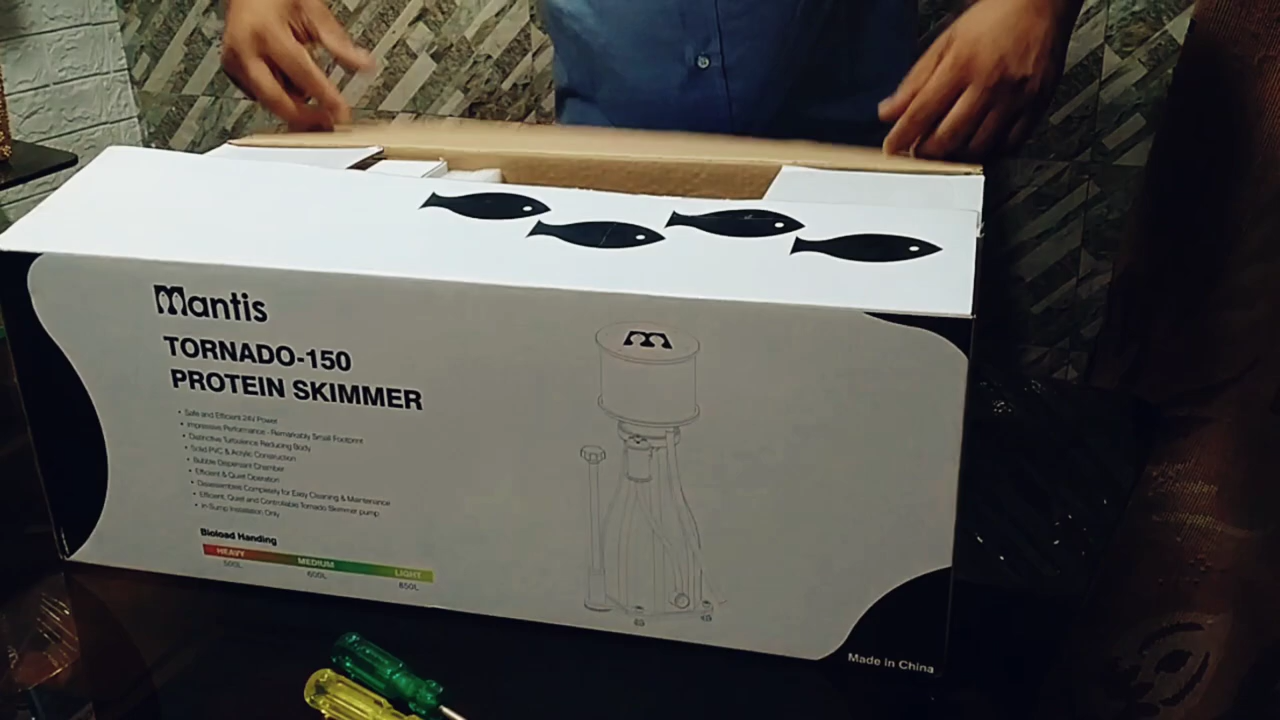 Mantis
TORNADO-150
PROTEIN SKIMMER
• Safe and Efficient 24V Power
• Impressive Performance - Remarkably Small Footprint
• Distinctive Turbulence Reducing Body
• Solid PVC & Acrylic Construction
• Bubble Dispersant Chamber
• Efficient & Quiet Operation
• Disassembles Completely for Easy Cleaning & Maintenance
• Efficient, Quiet and Controllable Tornado Skimmer pump
• In-Sump Installation Only
Bioload Handing
HEAVY MEDIUM LIGHT
500L 600L 650L
Made in China